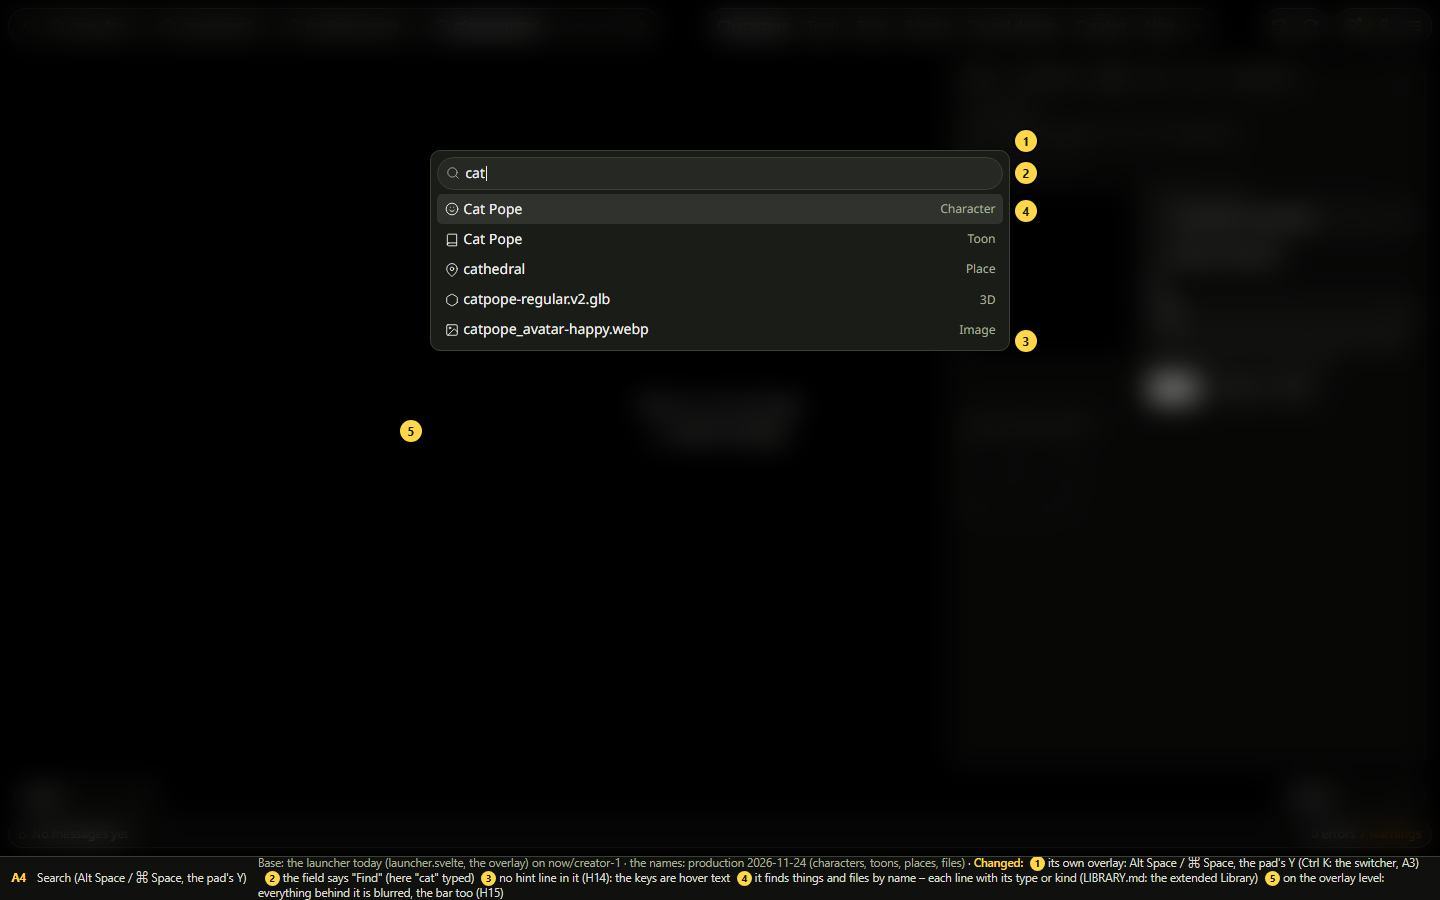 1
cat
2
Cat Pope Character
4
Cat Pope Toon
cathedral Place
catpope-regular.v2.glb 3D
catpope_avatar-happy.webp Image
3
5
No messages yet
A4 Search (Alt Space / ⌘ Space, the pad's Y)
Base: the launcher today (launcher.svelte, the overlay) on now/creator-1 · the names: production 2026-11-24 (characters, toons, places, files) · Changed: 1 its own overlay: Alt Space / ⌘ Space, the pad's Y (Ctrl K: the switcher, A3)
2 the field says "Find" (here "cat" typed) 3 no hint line in it (H14): the keys are hover text 4 it finds things and files by name – each line with its type or kind (LIBRARY.md: the extended Library) 5 on the overlay level:
everything behind it is blurred, the bar too (H15)